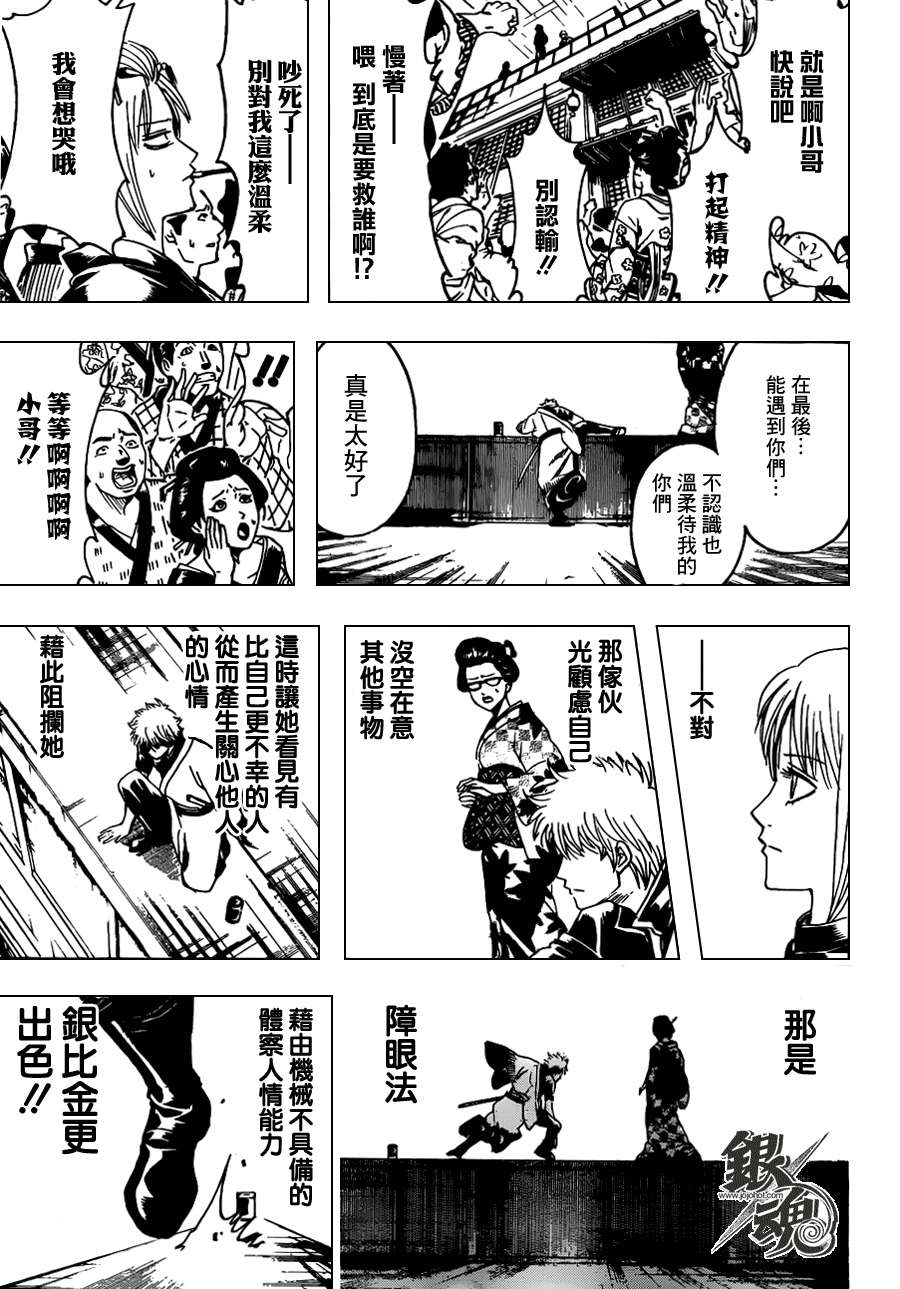 就是啊小哥
快說吧
打起精神!!
別認輸!!
慢著——
喂 到底是要救誰啊!?
吵死了——
別對我這麼溫柔
我會想哭哦
在最後…
能遇到你們…
不認識也
溫柔待我的
你們
真是太好了
!!
等等啊啊啊啊
小哥!!
——不對
那傢伙
光顧慮自己
沒空在意
其他事物
這時讓她看見有
比自己更不幸的人
從而產生關心他人
的心情
藉此阻攔她
那是
障眼法
藉由機械不具備的
體察人情能力
銀比金更
出色!!
銀魂
www.jojohot.com